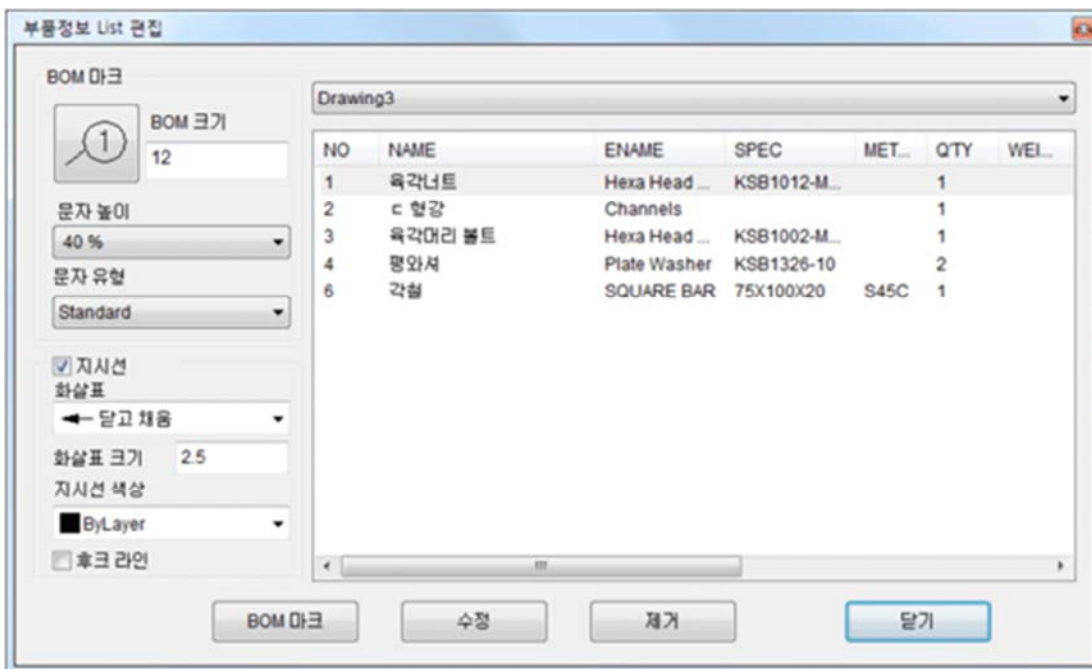 부품정보 List 편집
BOM 마크
1
BOM 크기
12
문자 높이
40 %
문자 유형
Standard
지시선
화살표
닫고 채움
화살표 크기 2.5
지시선 색상
ByLayer
후크 라인
Drawing3
NO NAME ENAME SPEC MET... Q'TY WEI...
1 육각너트 Hexa Head ... KSB1012-M... 1
2 ㄷ 형강 Channels 1
3 육각머리 볼트 Hexa Head ... KSB1002-M... 1
4 평와셔 Plate Washer KSB1326-10 2
6 각철 SQUARE BAR 75X100X20 S45C 1
BOM 마크 수정 제거 닫기